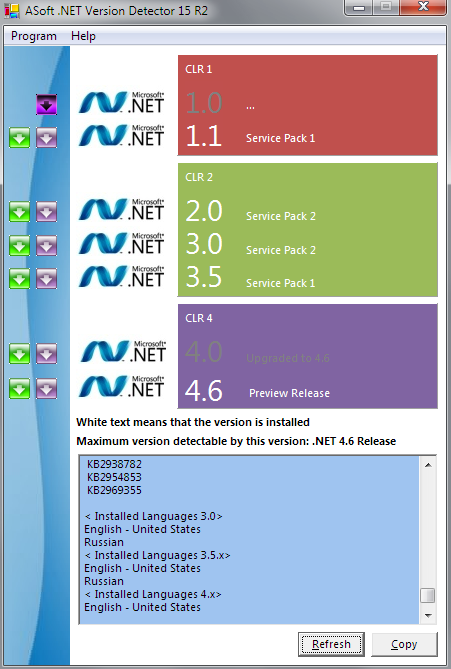 ASoft .NET Version Detector 15 R2
Program Help
CLR 1
Microsoft® .NET 1.0 ...
Microsoft® .NET 1.1 Service Pack 1
CLR 2
Microsoft® .NET 2.0 Service Pack 2
Microsoft® .NET 3.0 Service Pack 2
Microsoft® .NET 3.5 Service Pack 1
CLR 4
Microsoft® .NET 4.0 Upgraded to 4.6
Microsoft® .NET 4.6 Preview Release
White text means that the version is installed
Maximum version detectable by this version: .NET 4.6 Release
KB2938782
KB2954853
KB2969355
< Installed Languages 3.0>
English - United States
Russian
< Installed Languages 3.5.x>
English - United States
Russian
< Installed Languages 4.x>
English - United States
Refresh Copy